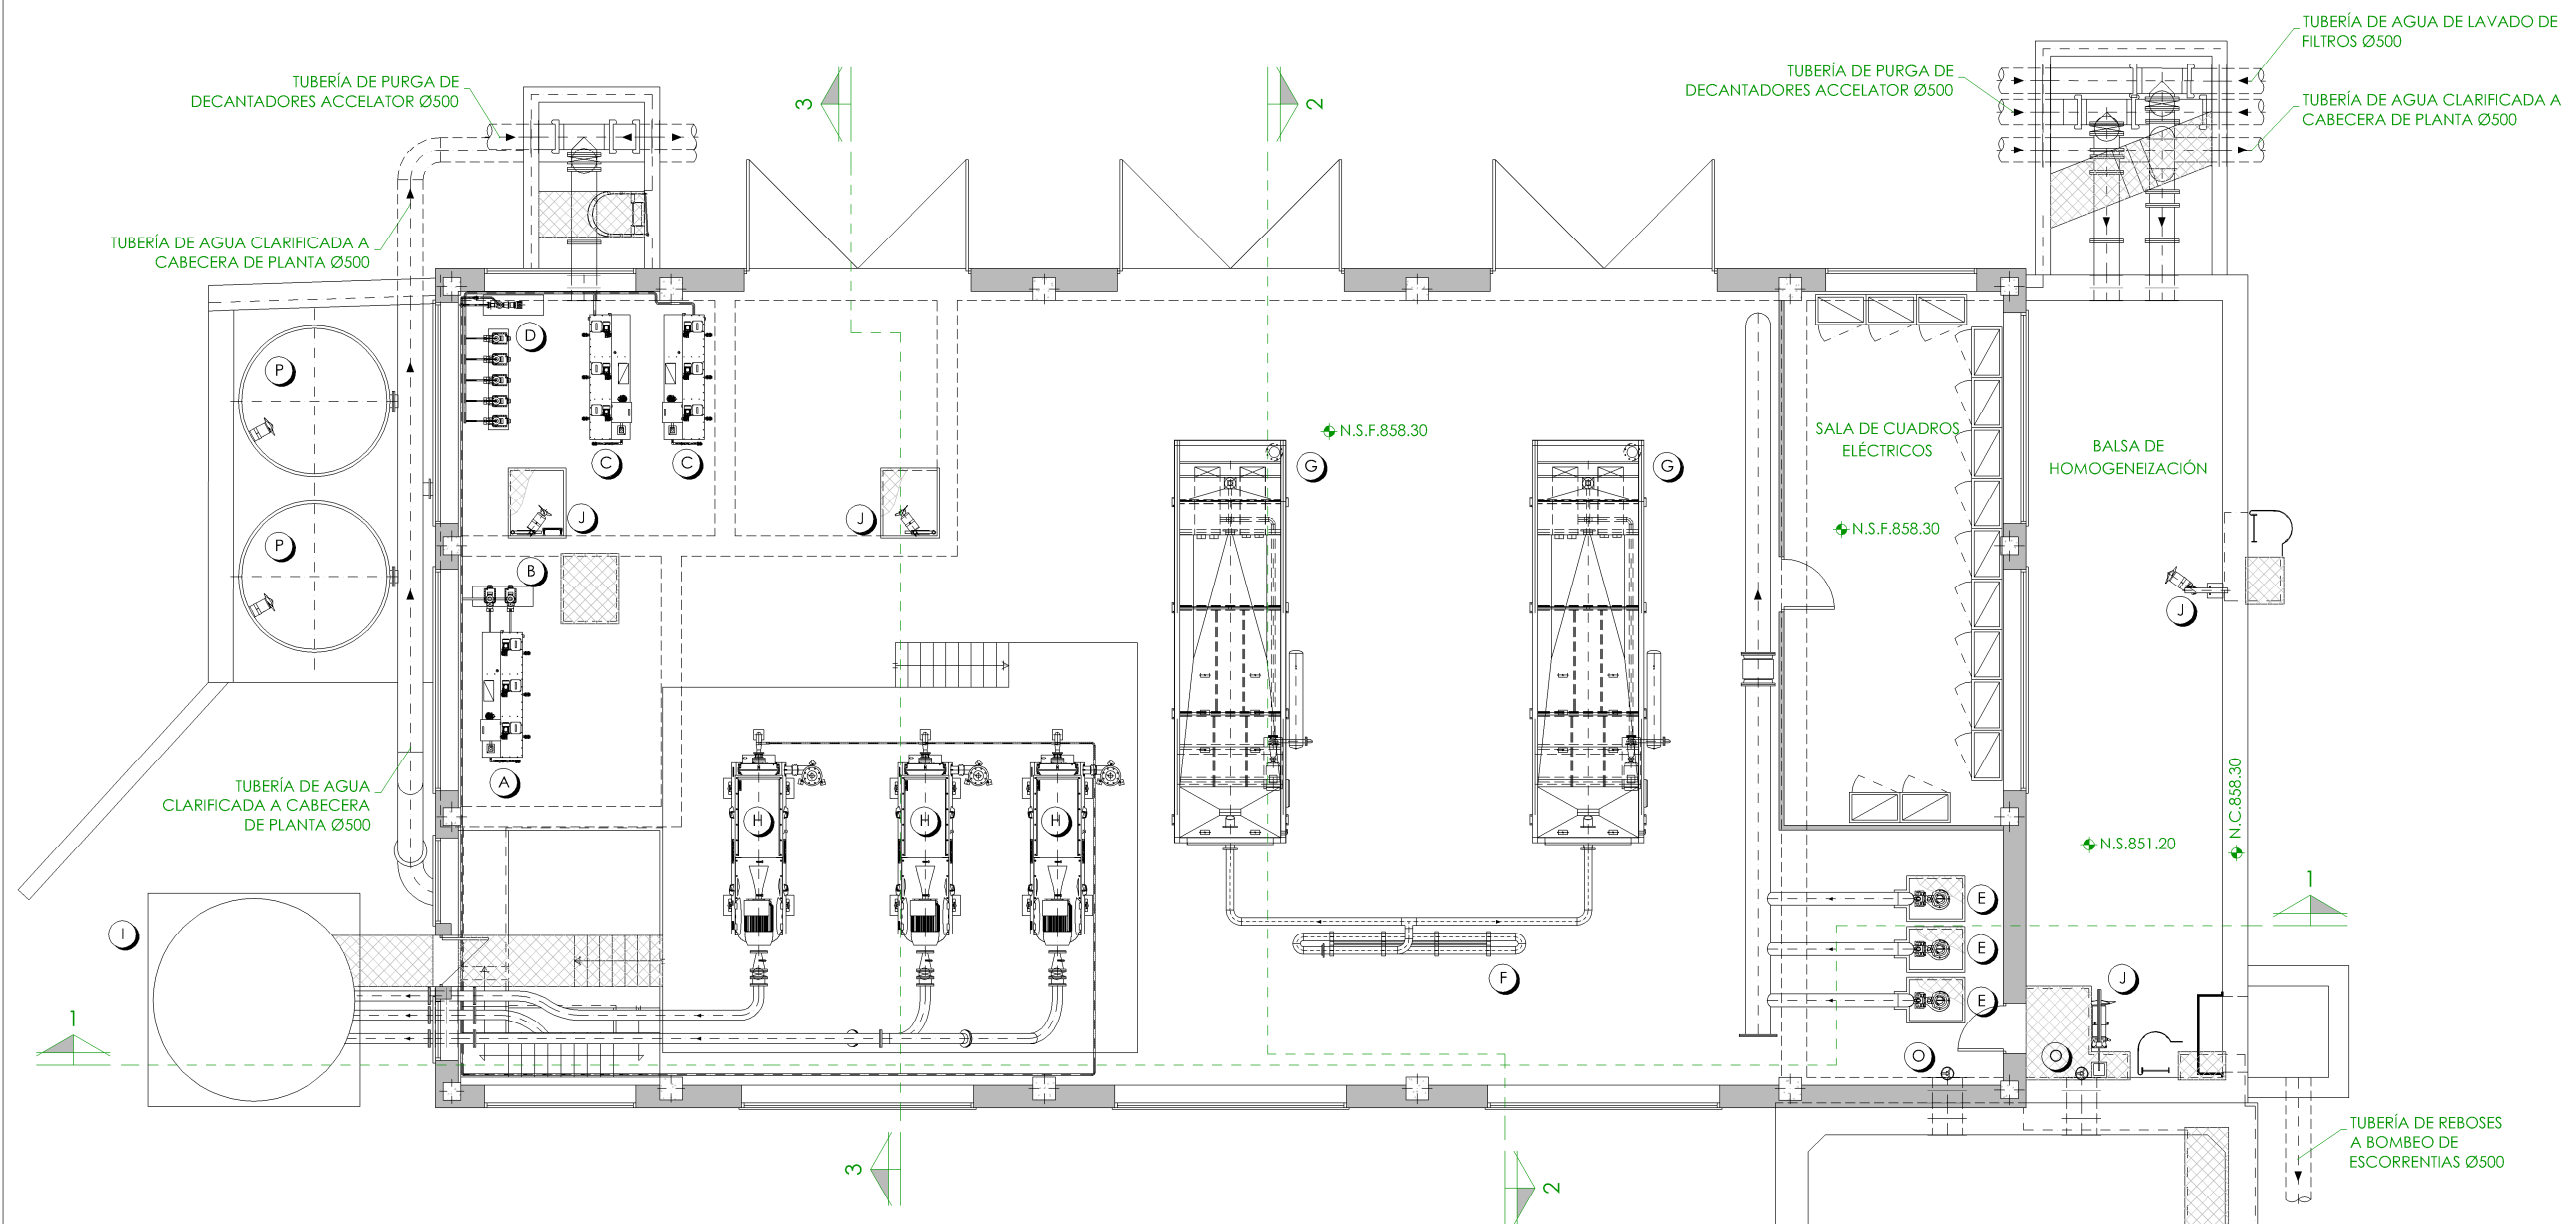 TUBERÍA DE PURGA DE
DECANTADORES ACCELATOR Ø500
3
2
TUBERÍA DE PURGA DE
DECANTADORES ACCELATOR Ø500
TUBERÍA DE AGUA DE LAVADO DE
FILTROS Ø500
TUBERÍA DE AGUA CLARIFICADA A
CABECERA DE PLANTA Ø500
TUBERÍA DE AGUA CLARIFICADA A
CABECERA DE PLANTA Ø500
D
P
C
C
N.S.F.858.30
G
G
SALA DE CUADROS
ELÉCTRICOS
BALSA DE
HOMOGENEIZACIÓN
J
J
N.S.F.858.30
P
B
J
A
TUBERÍA DE AGUA
CLARIFICADA A CABECERA
DE PLANTA Ø500
H
H
H
N.S.851.20
N.C.858.30
I
E
E
E
F
J
1
1
O
O
TUBERÍA DE REBOSES
A BOMBEO DE
ESCORRENTIAS Ø500
3
2